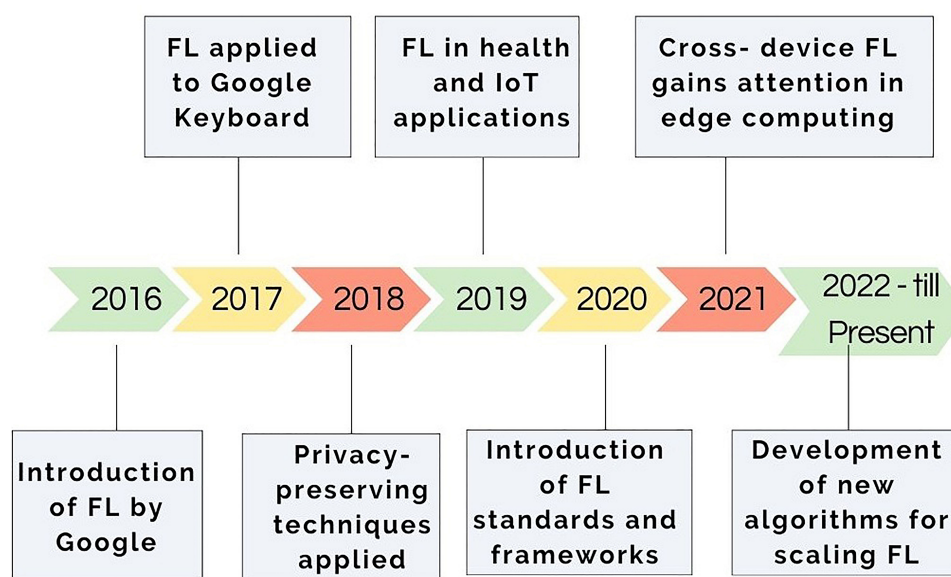 FL applied
to Google
Keyboard
FL in health
and IoT
applications
Cross- device FL
gains attention in
edge computing
2016
2017
2018
2019
2020
2021
2022 - till
Present
Introduction
of FL by
Google
Privacy-
preserving
techniques
applied
Introduction
of FL
standards and
frameworks
Development
of new
algorithms for
scaling FL